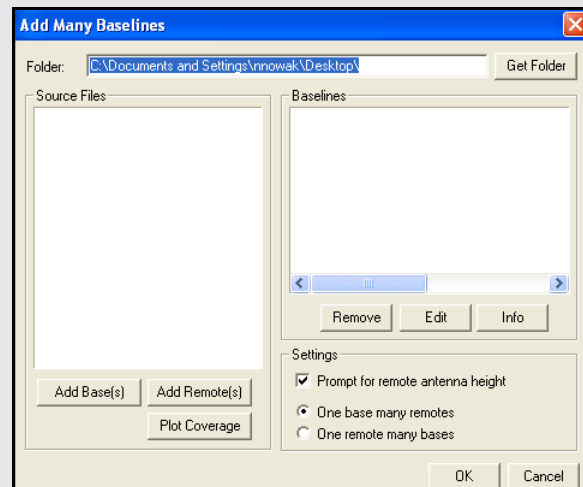 Add Many Baselines
Folder: C:\Documents and Settings\nnowak\Desktop\ Get Folder
Source Files
Add Base(s) Add Remote(s)
Plot Coverage
Baselines
Remove Edit Info
Settings
Prompt for remote antenna height
One base many remotes
One remote many bases
OK Cancel